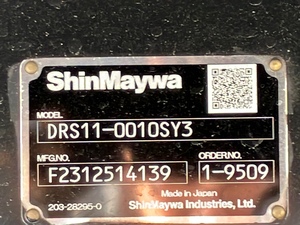 ShinMaywa
MODEL
DRS11-0010SY3
MFG.NO. ORDER.NO.
F2312514139 1-9509
Made in Japan
203-28295-0 ShinMaywa Industries, Ltd.